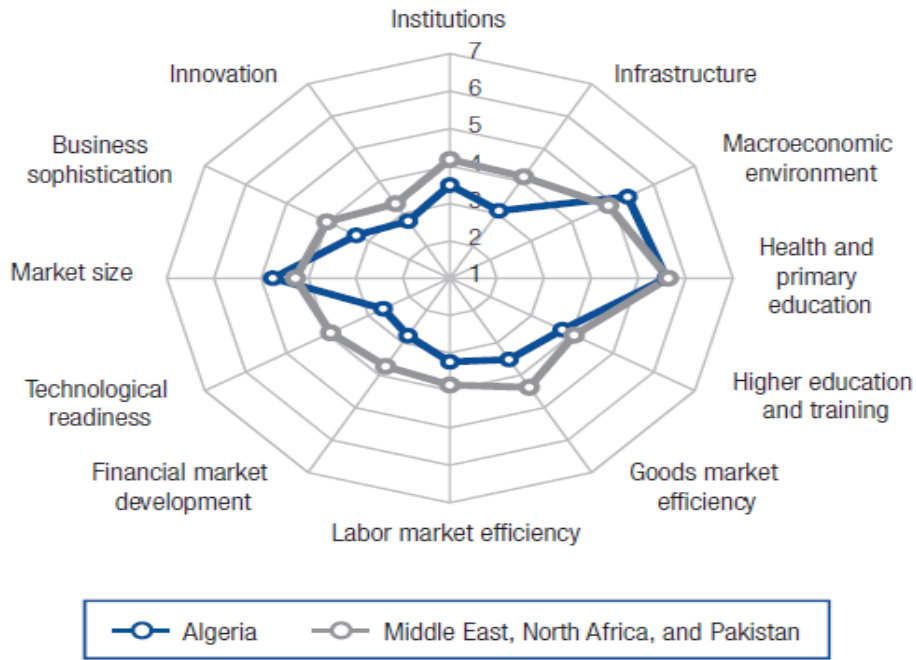 Institutions
7
6
5
4
3
2
1
Infrastructure
Macroeconomic
environment
Health and
primary
education
Higher education
and training
Goods market
efficiency
Labor market efficiency
Financial market
development
Technological
readiness
Market size
Business
sophistication
Innovation
Algeria
Middle East, North Africa, and Pakistan